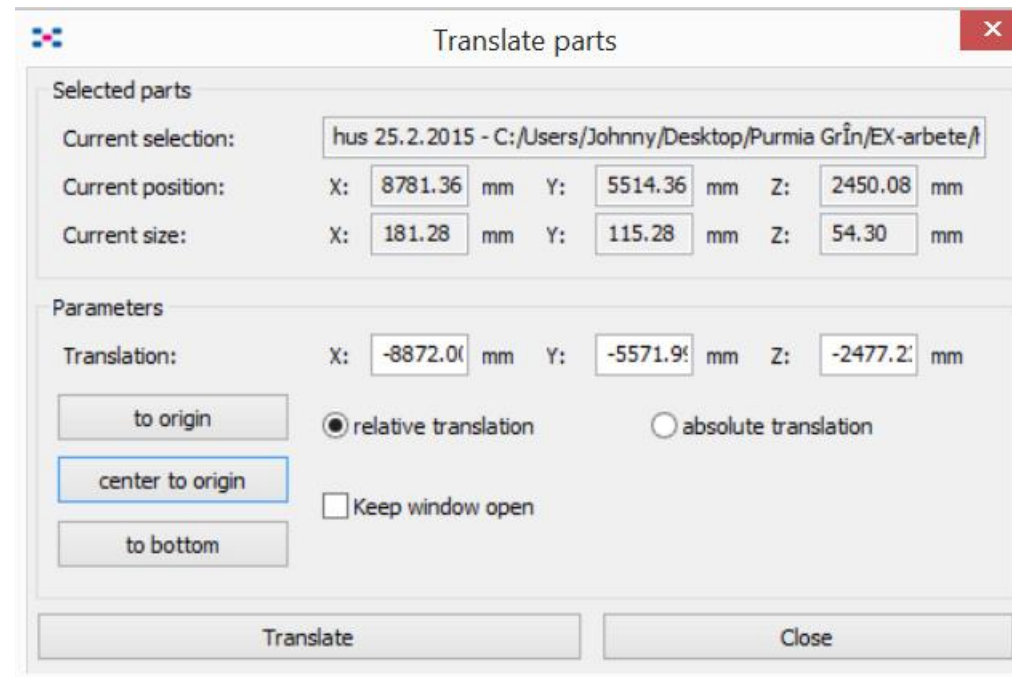 Translate parts
Selected parts
Current selection: hus 25.2.2015 - C:/Users/Johnny/Desktop/Purmia GrÎn/EX-arbete/
Current position: X: 8781.36 mm Y: 5514.36 mm Z: 2450.08 mm
Current size: X: 181.28 mm Y: 115.28 mm Z: 54.30 mm
Parameters
Translation: X: -8872.0 mm Y: -5571.9 mm Z: -2477.2 mm
to origin relative translation absolute translation
center to origin
Keep window open
to bottom
Translate Close